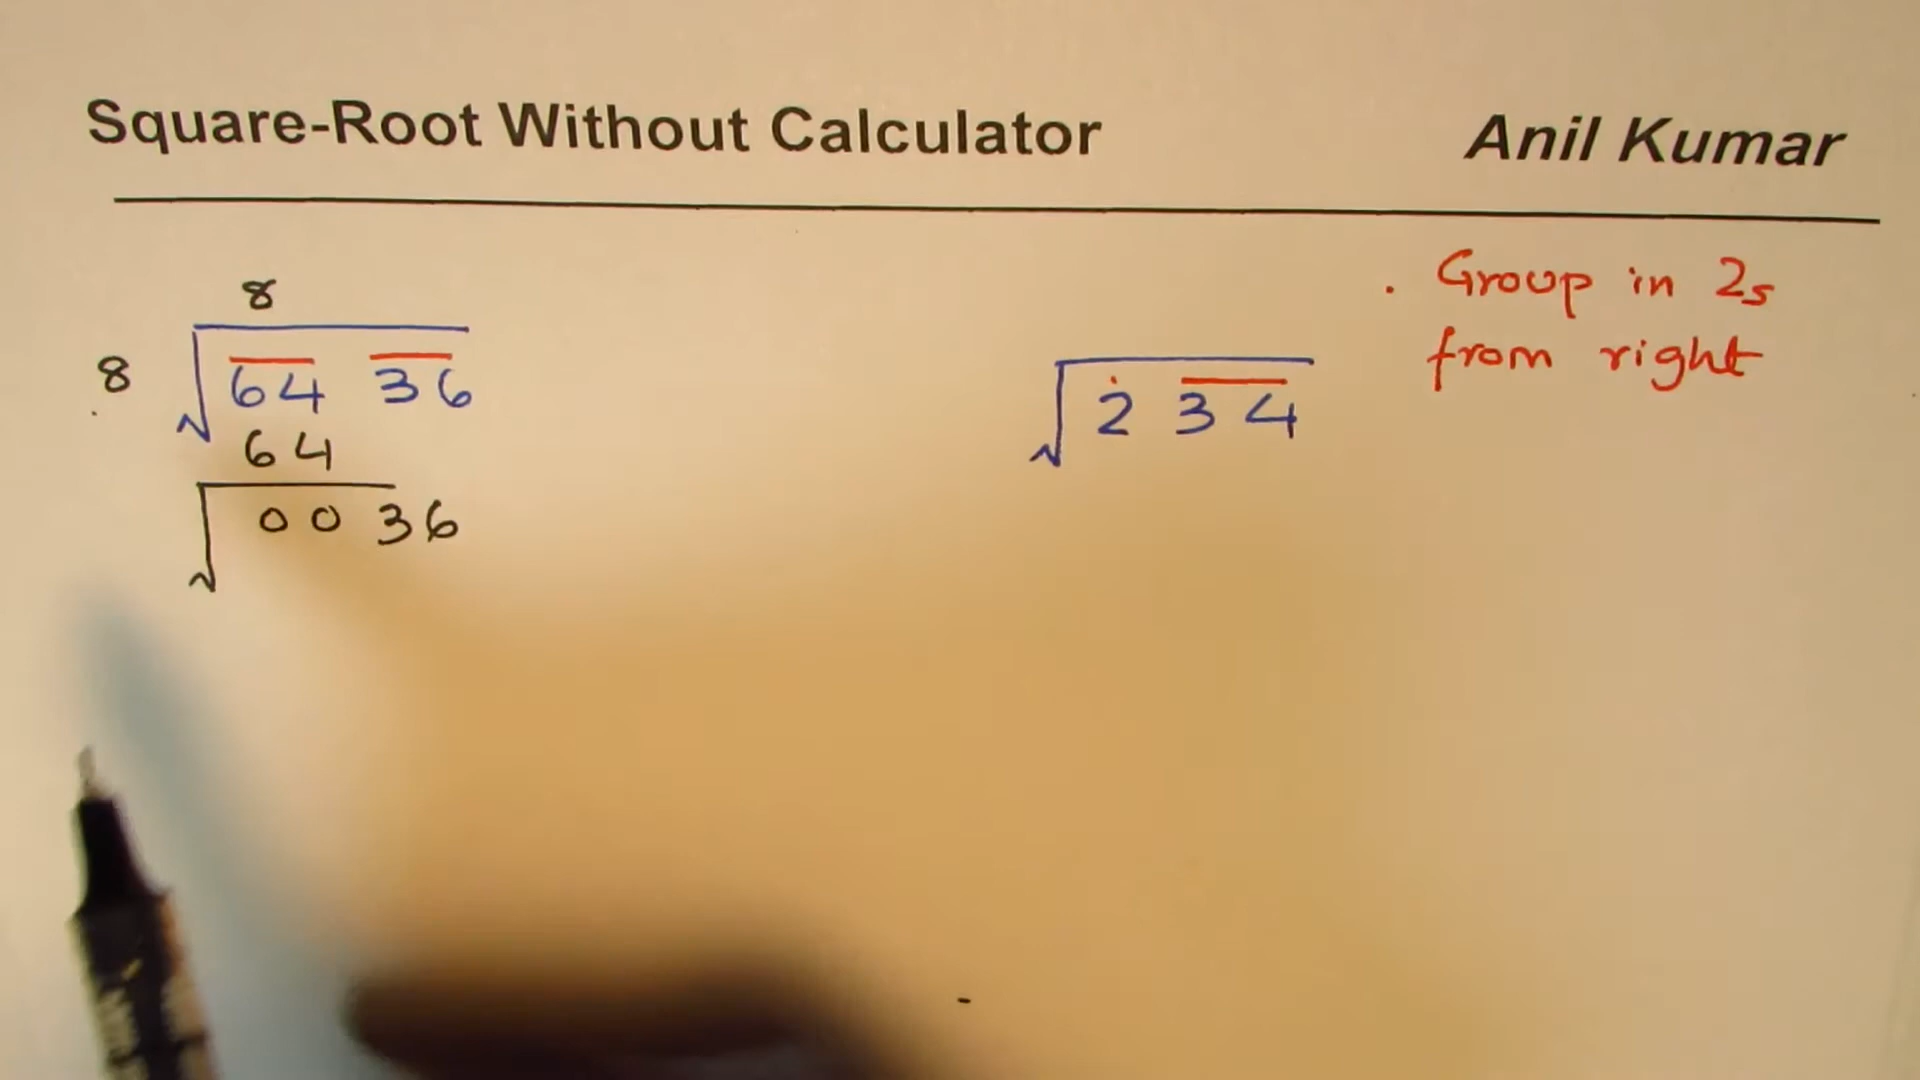 Square-Root Without Calculator Anil Kumar
8
8 √64 36
64
√0036
√2 34
. Group in 2s
from right